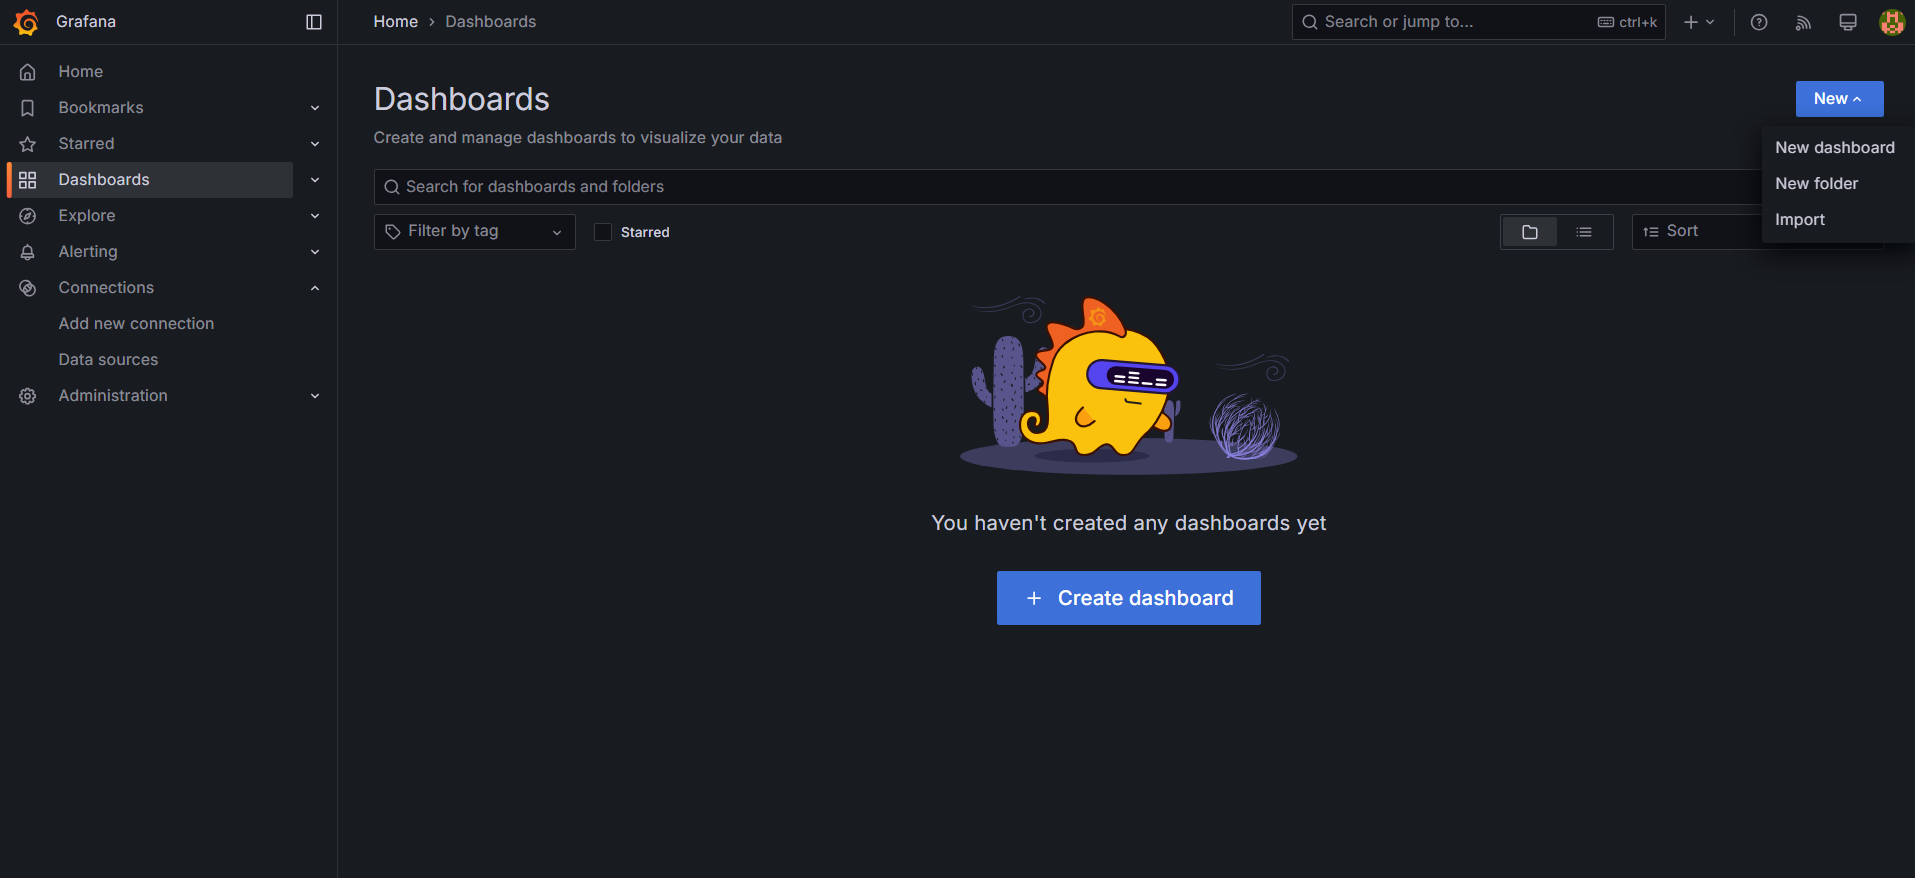 Grafana
Home › Dashboards
Search or jump to...
ctrl+k
Home
Bookmarks
Starred
Dashboards
Explore
Alerting
Connections
Add new connection
Data sources
Administration
Dashboards
Create and manage dashboards to visualize your data
New
New dashboard
New folder
Import
Search for dashboards and folders
Filter by tag
Starred
Sort
You haven't created any dashboards yet
Create dashboard